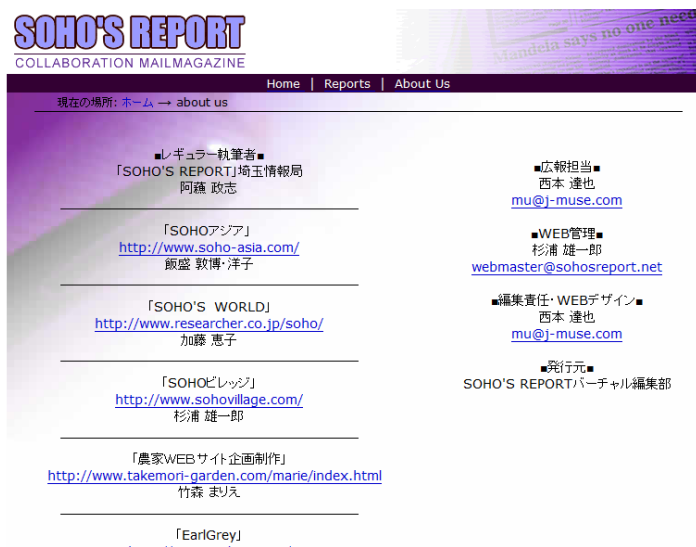 SOHO'S REPORT
COLLABORATION MAILMAGAZINE
Mandela says no one need
Home | Reports | About Us
現在の場所: ホーム → about us
■レギュラー執筆者■
「SOHO'S REPORT」埼玉情報局
阿蘓 政志
「SOHOアジア」
http://www.soho-asia.com/
飯盛 敦博・洋子
「SOHO'S WORLD」
http://www.researcher.co.jp/soho/
加藤 恵子
「SOHOビレッジ」
http://www.sohovillage.com/
杉浦 雄一郎
「農家WEBサイト企画制作」
http://www.takemori-garden.com/marie/index.html
竹森 まりえ
「EarlGrey」
■広報担当■
西本 達也
mu@j-muse.com
■WEB管理■
杉浦 雄一郎
webmaster@sohosreport.net
■編集責任・WEBデザイン■
西本 達也
mu@j-muse.com
■発行元■
SOHO'S REPORTバーチャル編集部